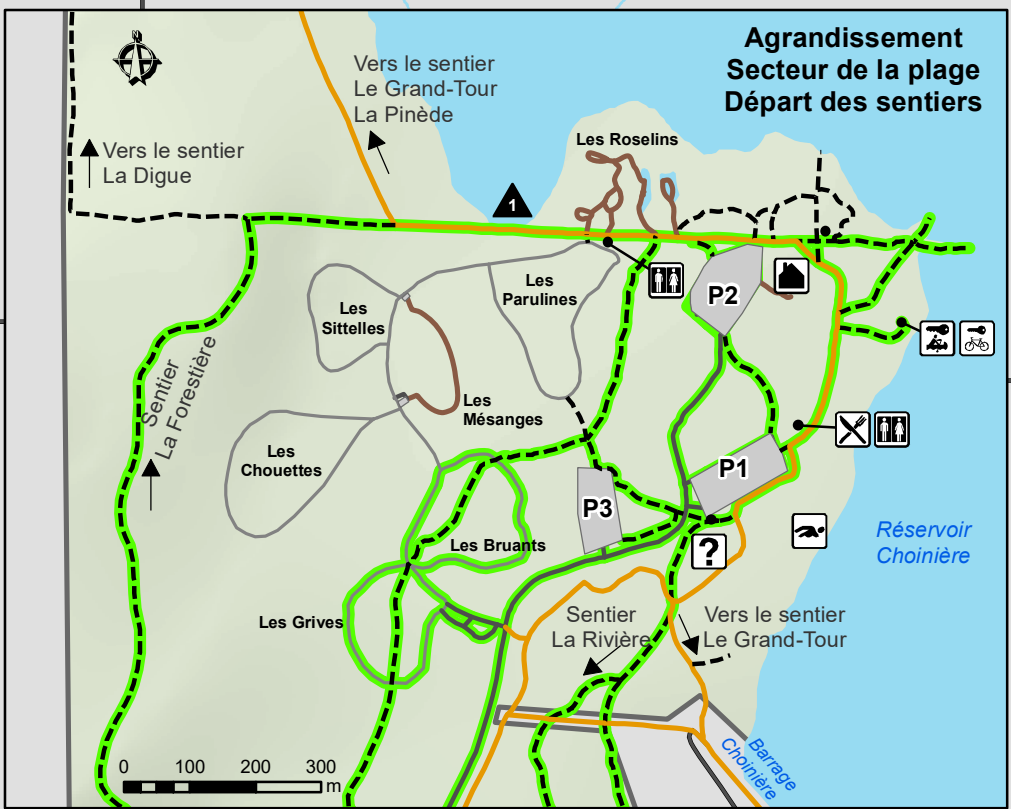 Agrandissement
Secteur de la plage
Départ des sentiers
N
Vers le sentier
Le Grand-Tour
La Pinède
Vers le sentier
La Digue
Les Roselins
1
Les
Parulines
P2
Les
Sittelles
Sentier
La Forestière
Les
Mésanges
Les
Chouettes
P1
P3
Les Bruants
?
Réservoir
Choinière
Les Grives
Sentier
La Rivière
Vers le sentier
Le Grand-Tour
Barrage
Choinière
0 100 200 300
m